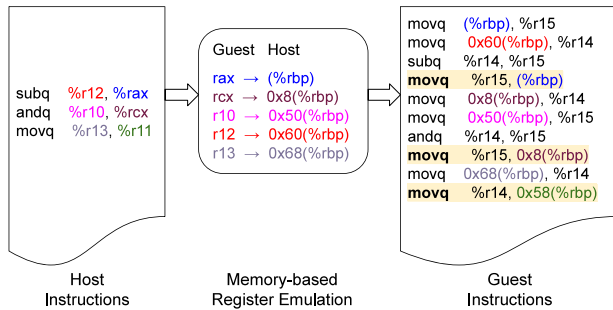 subq %r12, %rax
andq %r10, %rcx
movq %r13, %r11
Host
Instructions
Guest Host
rax → (%rbp)
rcx → 0x8(%rbp)
r10 → 0x50(%rbp)
r12 → 0x60(%rbp)
r13 → 0x68(%rbp)
Memory-based
Register Emulation
movq (%rbp), %r15
movq 0x60(%rbp), %r14
subq %r14, %r15
movq %r15, (%rbp)
movq 0x8(%rbp), %r14
movq 0x50(%rbp), %r15
andq %r14, %r15
movq %r15, 0x8(%rbp)
movq 0x68(%rbp), %r14
movq %r14, 0x58(%rbp)
Guest
Instructions